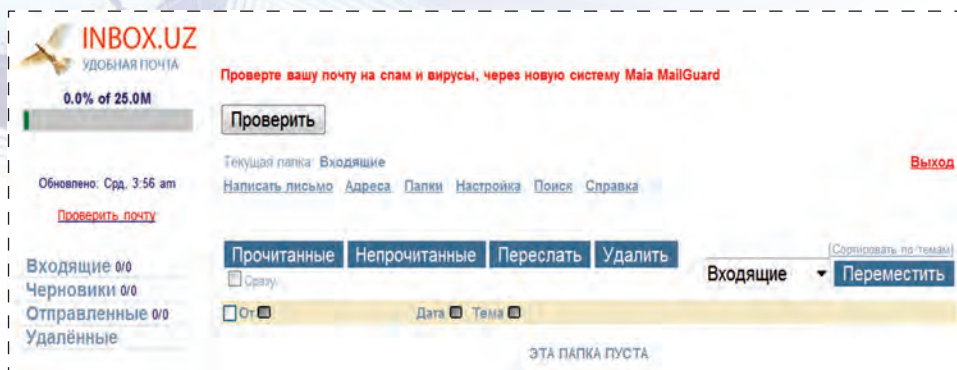 INBOX.UZ
УДОБНАЯ ПОЧТА
0.0% of 25.0M
Обновлено: Срд, 3:56 am
Проверить почту
Входящие 0/0
Черновики 0/0
Отправленные 0/0
Удалённые
Проверте вашу почту на спам и вирусы, через новую систему Maia MailGuard
Проверить
Текущая папка: Входящие
Выход
Написать письмо Адреса Папки Настройка Поиск Справка
[Сортировать по темам]
Прочитанные Непрочитанные Переслать Удалить
Входящие Переместить
Сразу
От Дата Тема
ЭТА ПАПКА ПУСТА